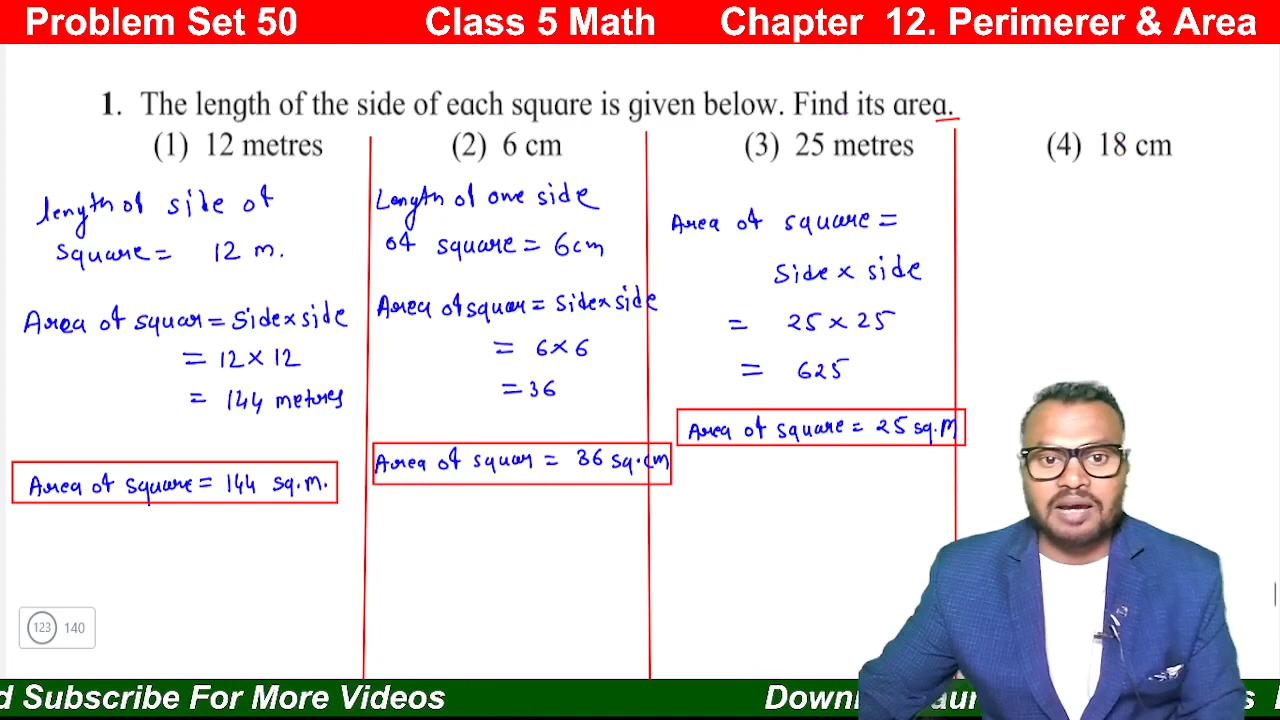 Problem Set 50 Class 5 Math Chapter 12. Perimerer & Area
1. The length of the side of each square is given below. Find its area.
(1) 12 metres (2) 6 cm (3) 25 metres (4) 18 cm
length of side of
square = 12 m.
Area of squar = Side x side
= 12 x 12
= 144 metres
Area of square = 144 sq.m.
Length of one side
of square = 6cm
Area of squar = Side x side
= 6 x 6
= 36
Area of squar = 36 sq.cm
Area of square =
Side x side
= 25 x 25
= 625
Area of square = 25 sq.m
123 140
d Subscribe For More Videos Downl